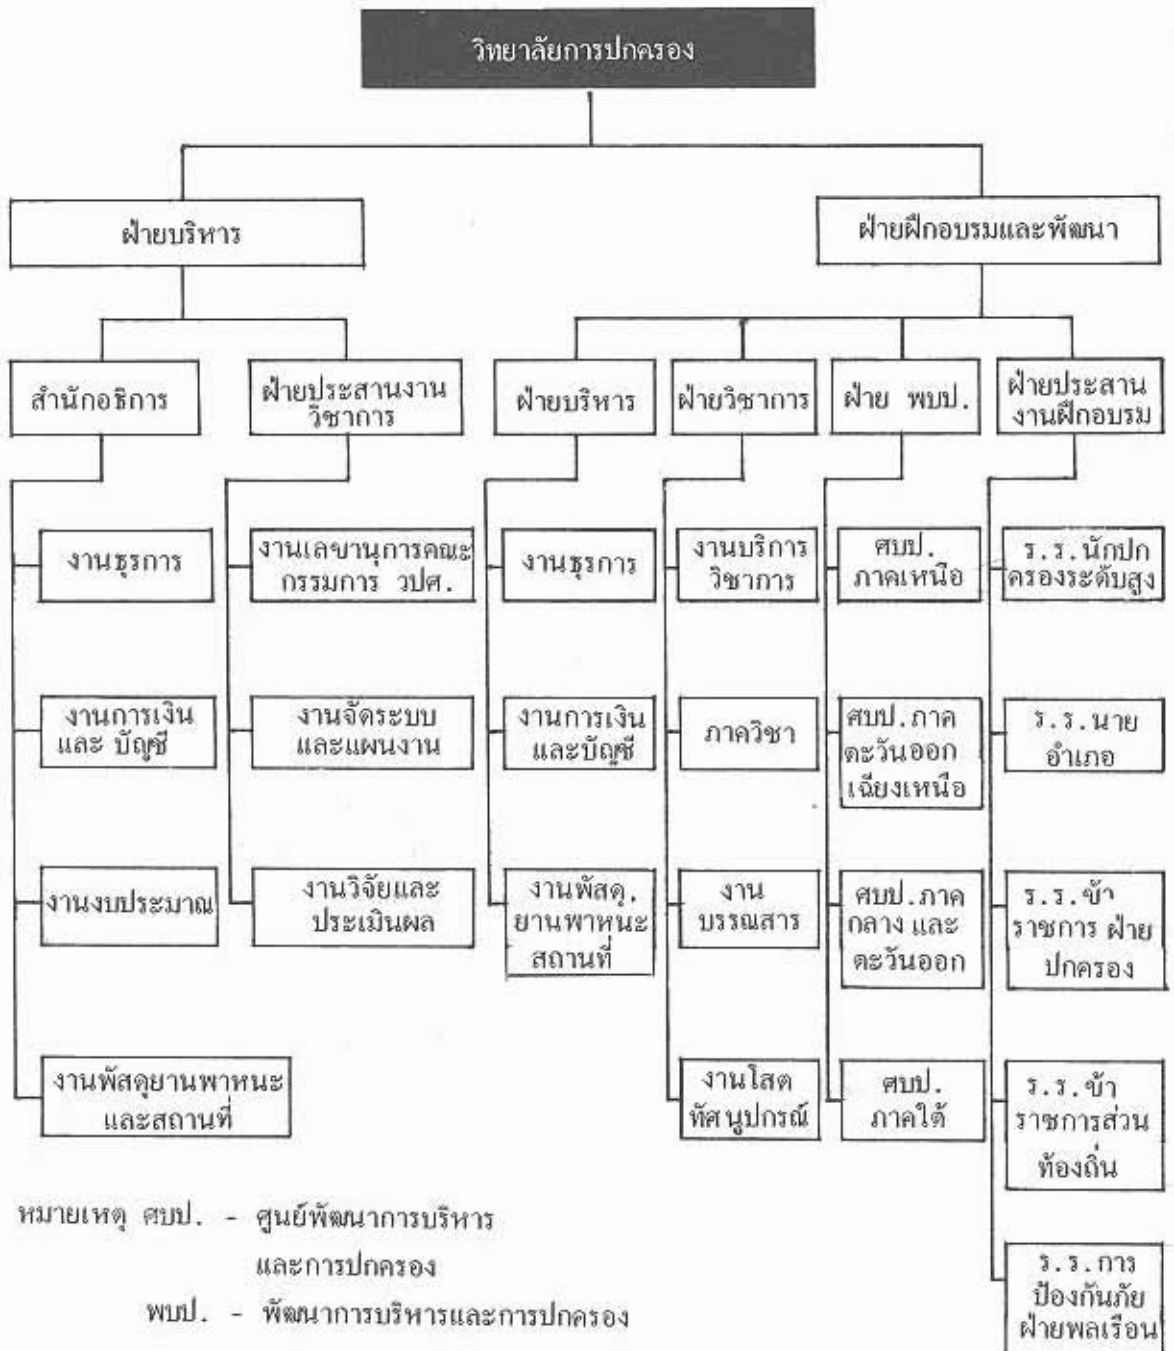 วิทยาลัยการปกครอง
ฝ่ายบริหาร
ฝ่ายฝึกอบรมและพัฒนา
สำนักอธิการ
ฝ่ายประสานงาน
วิชาการ
ฝ่ายบริหาร
ฝ่ายวิชาการ
ฝ่าย พบป.
ฝ่ายประสาน
งานฝึกอบรม
งานธุรการ
งานเลขานุการคณะ
กรรมการ วปศ.
งานธุรการ
งานบริการ
วิชาการ
ศบป.
ภาคเหนือ
ร.ร.นักปก
ครองระดับสูง
งานการเงิน
และ บัญชี
งานจัดระบบ
และแผนงาน
งานการเงิน
และบัญชี
ภาควิชา
ศบป.ภาค
ตะวันออก
เฉียงเหนือ
ร.ร.นาย
อำเภอ
งานงบประมาณ
งานวิจัยและ
ประเมินผล
งานพัสดุ.
ยานพาหนะ
สถานที่
งาน
บรรณสาร
ศบป.ภาค
กลาง และ
ตะวันออก
ร.ร.ข้า
ราชการ ฝ่าย
ปกครอง
งานพัสดุยานพาหนะ
และสถานที่
งานโสต
ทัศนูปกรณ์
ศบป.
ภาคใต้
ร.ร.ข้า
ราชการส่วน
ท้องถิ่น
ร.ร.การ
ป้องกันภัย
ฝ่ายพลเรือน
หมายเหตุ ศบป. - ศูนย์พัฒนาการบริหาร
และการปกครอง
พบป. - พัฒนาการบริหารและการปกครอง